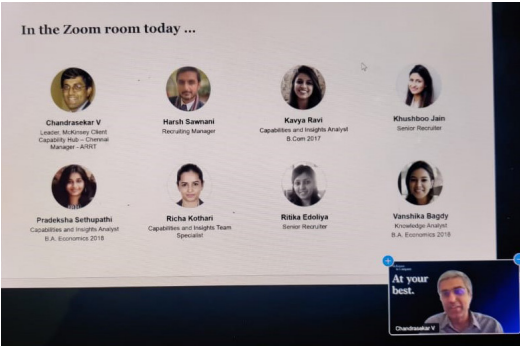 In the Zoom room today ...
Chandrasekar V
Leader, McKinsey Client
Capability Hub – Chennai
Manager - ARRT
Harsh Sawnani
Recruiting Manager
Kavya Ravi
Capabilities and Insights Analyst
B.Com 2017
Khushboo Jain
Senior Recruiter
Pradeksha Sethupathi
Capabilities and Insights Analyst
B.A. Economics 2018
Richa Kothari
Capabilities and Insights Team
Specialist
Ritika Edoliya
Senior Recruiter
Vanshika Bagdy
Knowledge Analyst
B.A. Economics 2018
At your
best.
Chandrasekar V